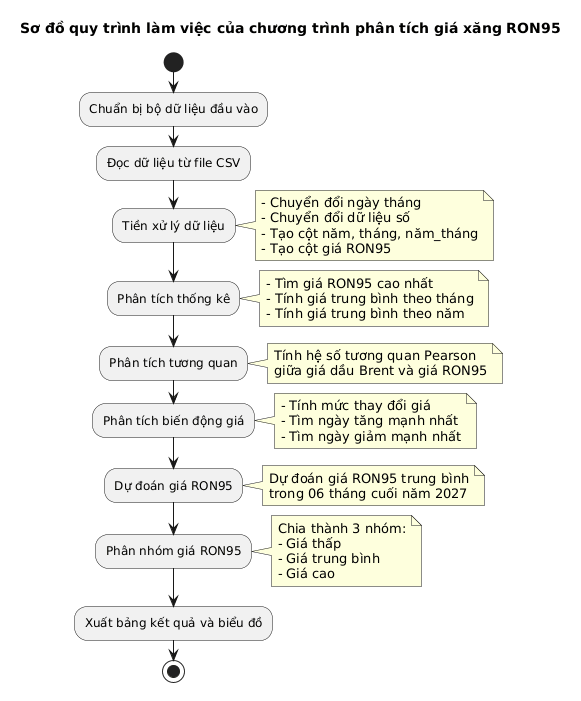 Sơ đồ quy trình làm việc của chương trình phân tích giá xăng RON95
Chuẩn bị bộ dữ liệu đầu vào
Đọc dữ liệu từ file CSV
Tiền xử lý dữ liệu
- Chuyển đổi ngày tháng
- Chuyển đổi dữ liệu số
- Tạo cột năm, tháng, năm_tháng
- Tạo cột giá RON95
Phân tích thống kê
- Tìm giá RON95 cao nhất
- Tính giá trung bình theo tháng
- Tính giá trung bình theo năm
Phân tích tương quan
Tính hệ số tương quan Pearson
giữa giá dầu Brent và giá RON95
Phân tích biến động giá
- Tính mức thay đổi giá
- Tìm ngày tăng mạnh nhất
- Tìm ngày giảm mạnh nhất
Dự đoán giá RON95
Dự đoán giá RON95 trung bình
trong 06 tháng cuối năm 2027
Phân nhóm giá RON95
Chia thành 3 nhóm:
- Giá thấp
- Giá trung bình
- Giá cao
Xuất bảng kết quả và biểu đồ